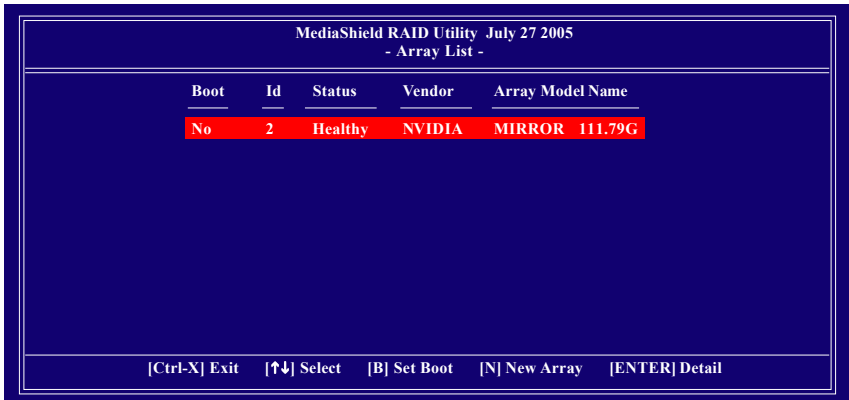 MediaShield RAID Utility July 27 2005
- Array List -
Boot Id Status Vendor Array Model Name
No 2 Healthy NVIDIA MIRROR 111.79G
[Ctrl-X] Exit [↑↓] Select [B] Set Boot [N] New Array [ENTER] Detail